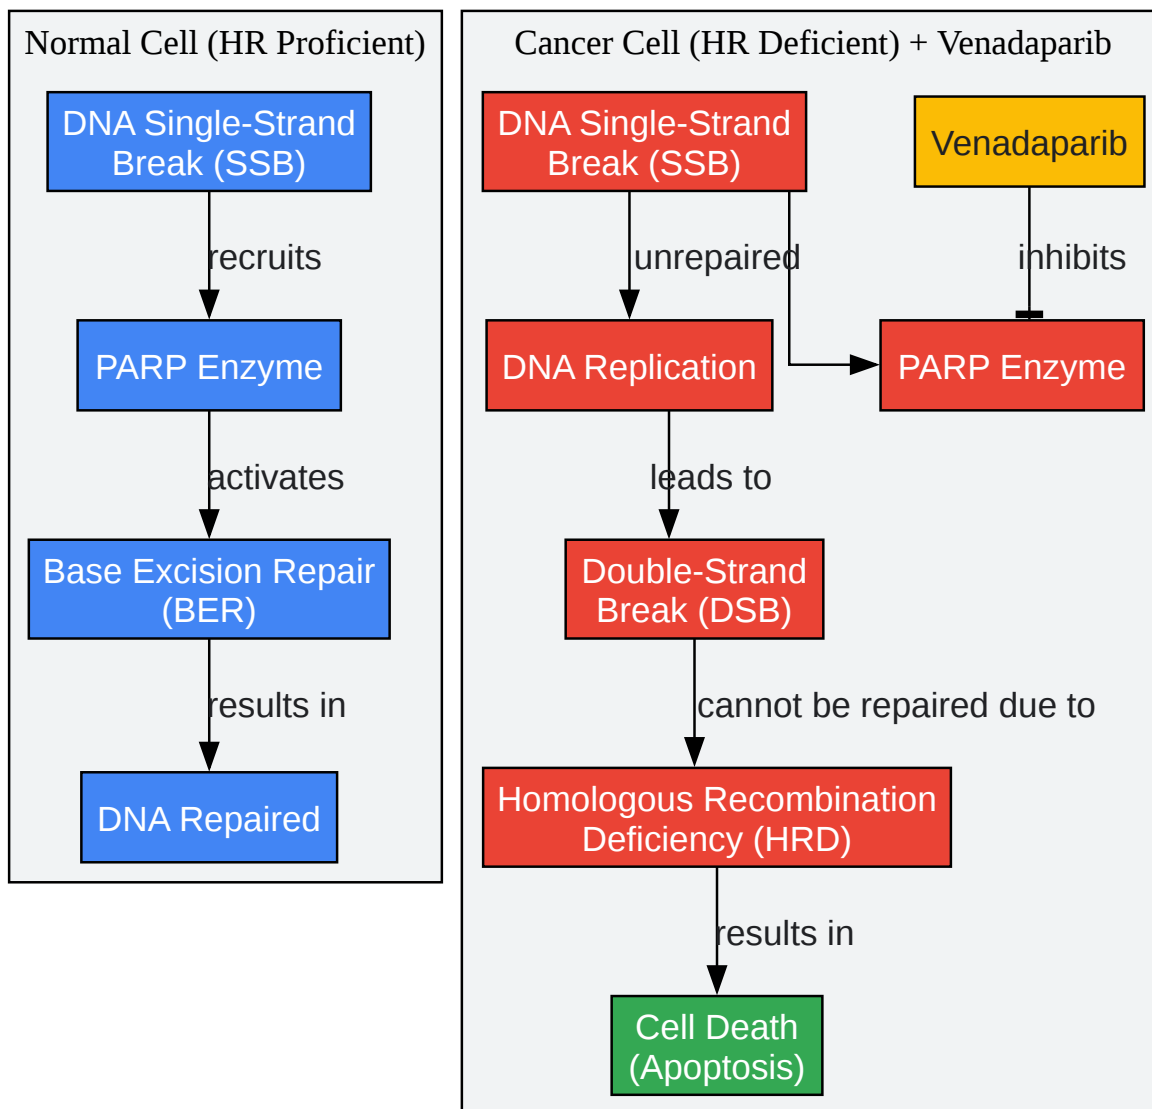 Normal Cell (HR Proficient)
DNA Single-Strand
Break (SSB)
recruits
PARP Enzyme
activates
Base Excision Repair
(BER)
results in
DNA Repaired
Cancer Cell (HR Deficient) + Venadaparib
DNA Single-Strand
Break (SSB)
Venadaparib
unrepaired
inhibits
DNA Replication
PARP Enzyme
leads to
Double-Strand
Break (DSB)
cannot be repaired due to
Homologous Recombination
Deficiency (HRD)
results in
Cell Death
(Apoptosis)